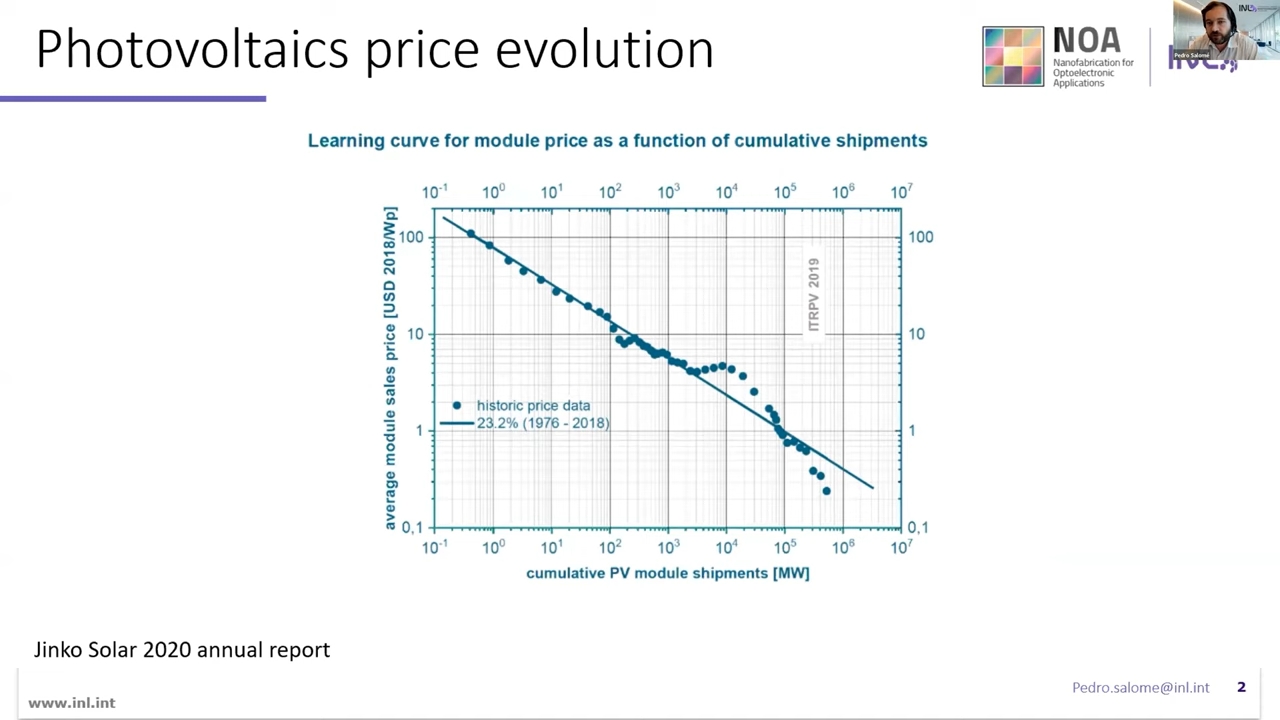 Photovoltaics price evolution
NOA
Nanofabrication for
Optoelectronic
Applications
INL
Pedro Salome
Learning curve for module price as a function of cumulative shipments
10⁻¹ 10⁰ 10¹ 10² 10³ 10⁴ 10⁵ 10⁶ 10⁷
average module sales price [USD 2018/Wp]
100 100
10 10
1 1
0,1 0,1
ITRPV 2019
historic price data
23.2% (1976 - 2018)
10⁻¹ 10⁰ 10¹ 10² 10³ 10⁴ 10⁵ 10⁶ 10⁷
cumulative PV module shipments [MW]
Jinko Solar 2020 annual report
www.inl.int
Pedro.salome@inl.int 2